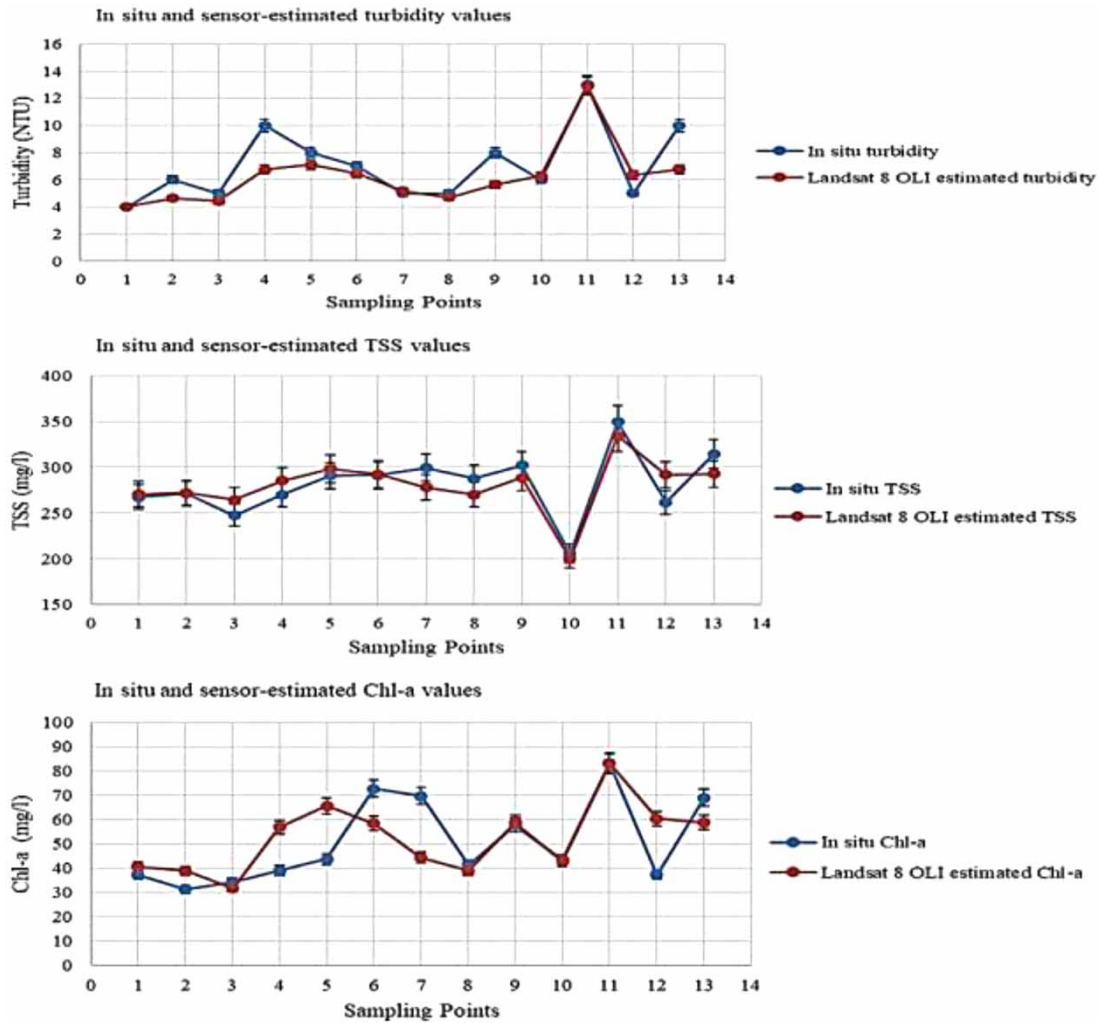 In situ and sensor-estimated turbidity values
16
14
12
10
8
6
4
2
0
Turbidity (NTU)
0 1 2 3 4 5 6 7 8 9 10 11 12 13 14
Sampling Points
In situ turbidity
Landsat 8 OLI estimated turbidity
In situ and sensor-estimated TSS values
400
350
300
250
200
150
TSS (mg/l)
0 1 2 3 4 5 6 7 8 9 10 11 12 13 14
Sampling Points
In situ TSS
Landsat 8 OLI estimated TSS
In situ and sensor-estimated Chl-a values
100
90
80
70
60
50
40
30
20
10
0
Chl-a (mg/l)
0 1 2 3 4 5 6 7 8 9 10 11 12 13 14
Sampling Points
In situ Chl-a
Landsat 8 OLI estimated Chl-a